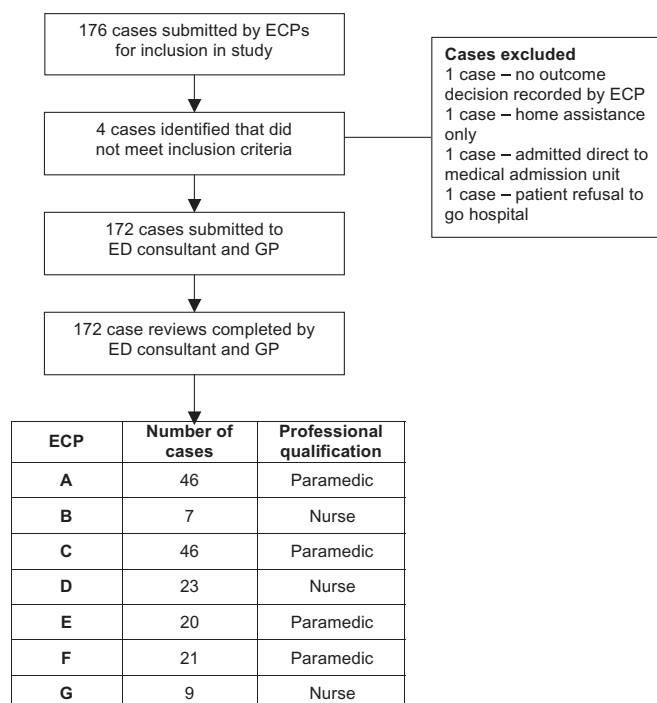 176 cases submitted by ECPs
for inclusion in study
4 cases identified that did
not meet inclusion criteria
Cases excluded
1 case – no outcome
decision recorded by ECP
1 case – home assistance
only
1 case – admitted direct to
medical admission unit
1 case – patient refusal to
go hospital
172 cases submitted to
ED consultant and GP
172 case reviews completed by
ED consultant and GP
ECP Number of cases Professional qualification
A 46 Paramedic
B 7 Nurse
C 46 Paramedic
D 23 Nurse
E 20 Paramedic
F 21 Paramedic
G 9 Nurse